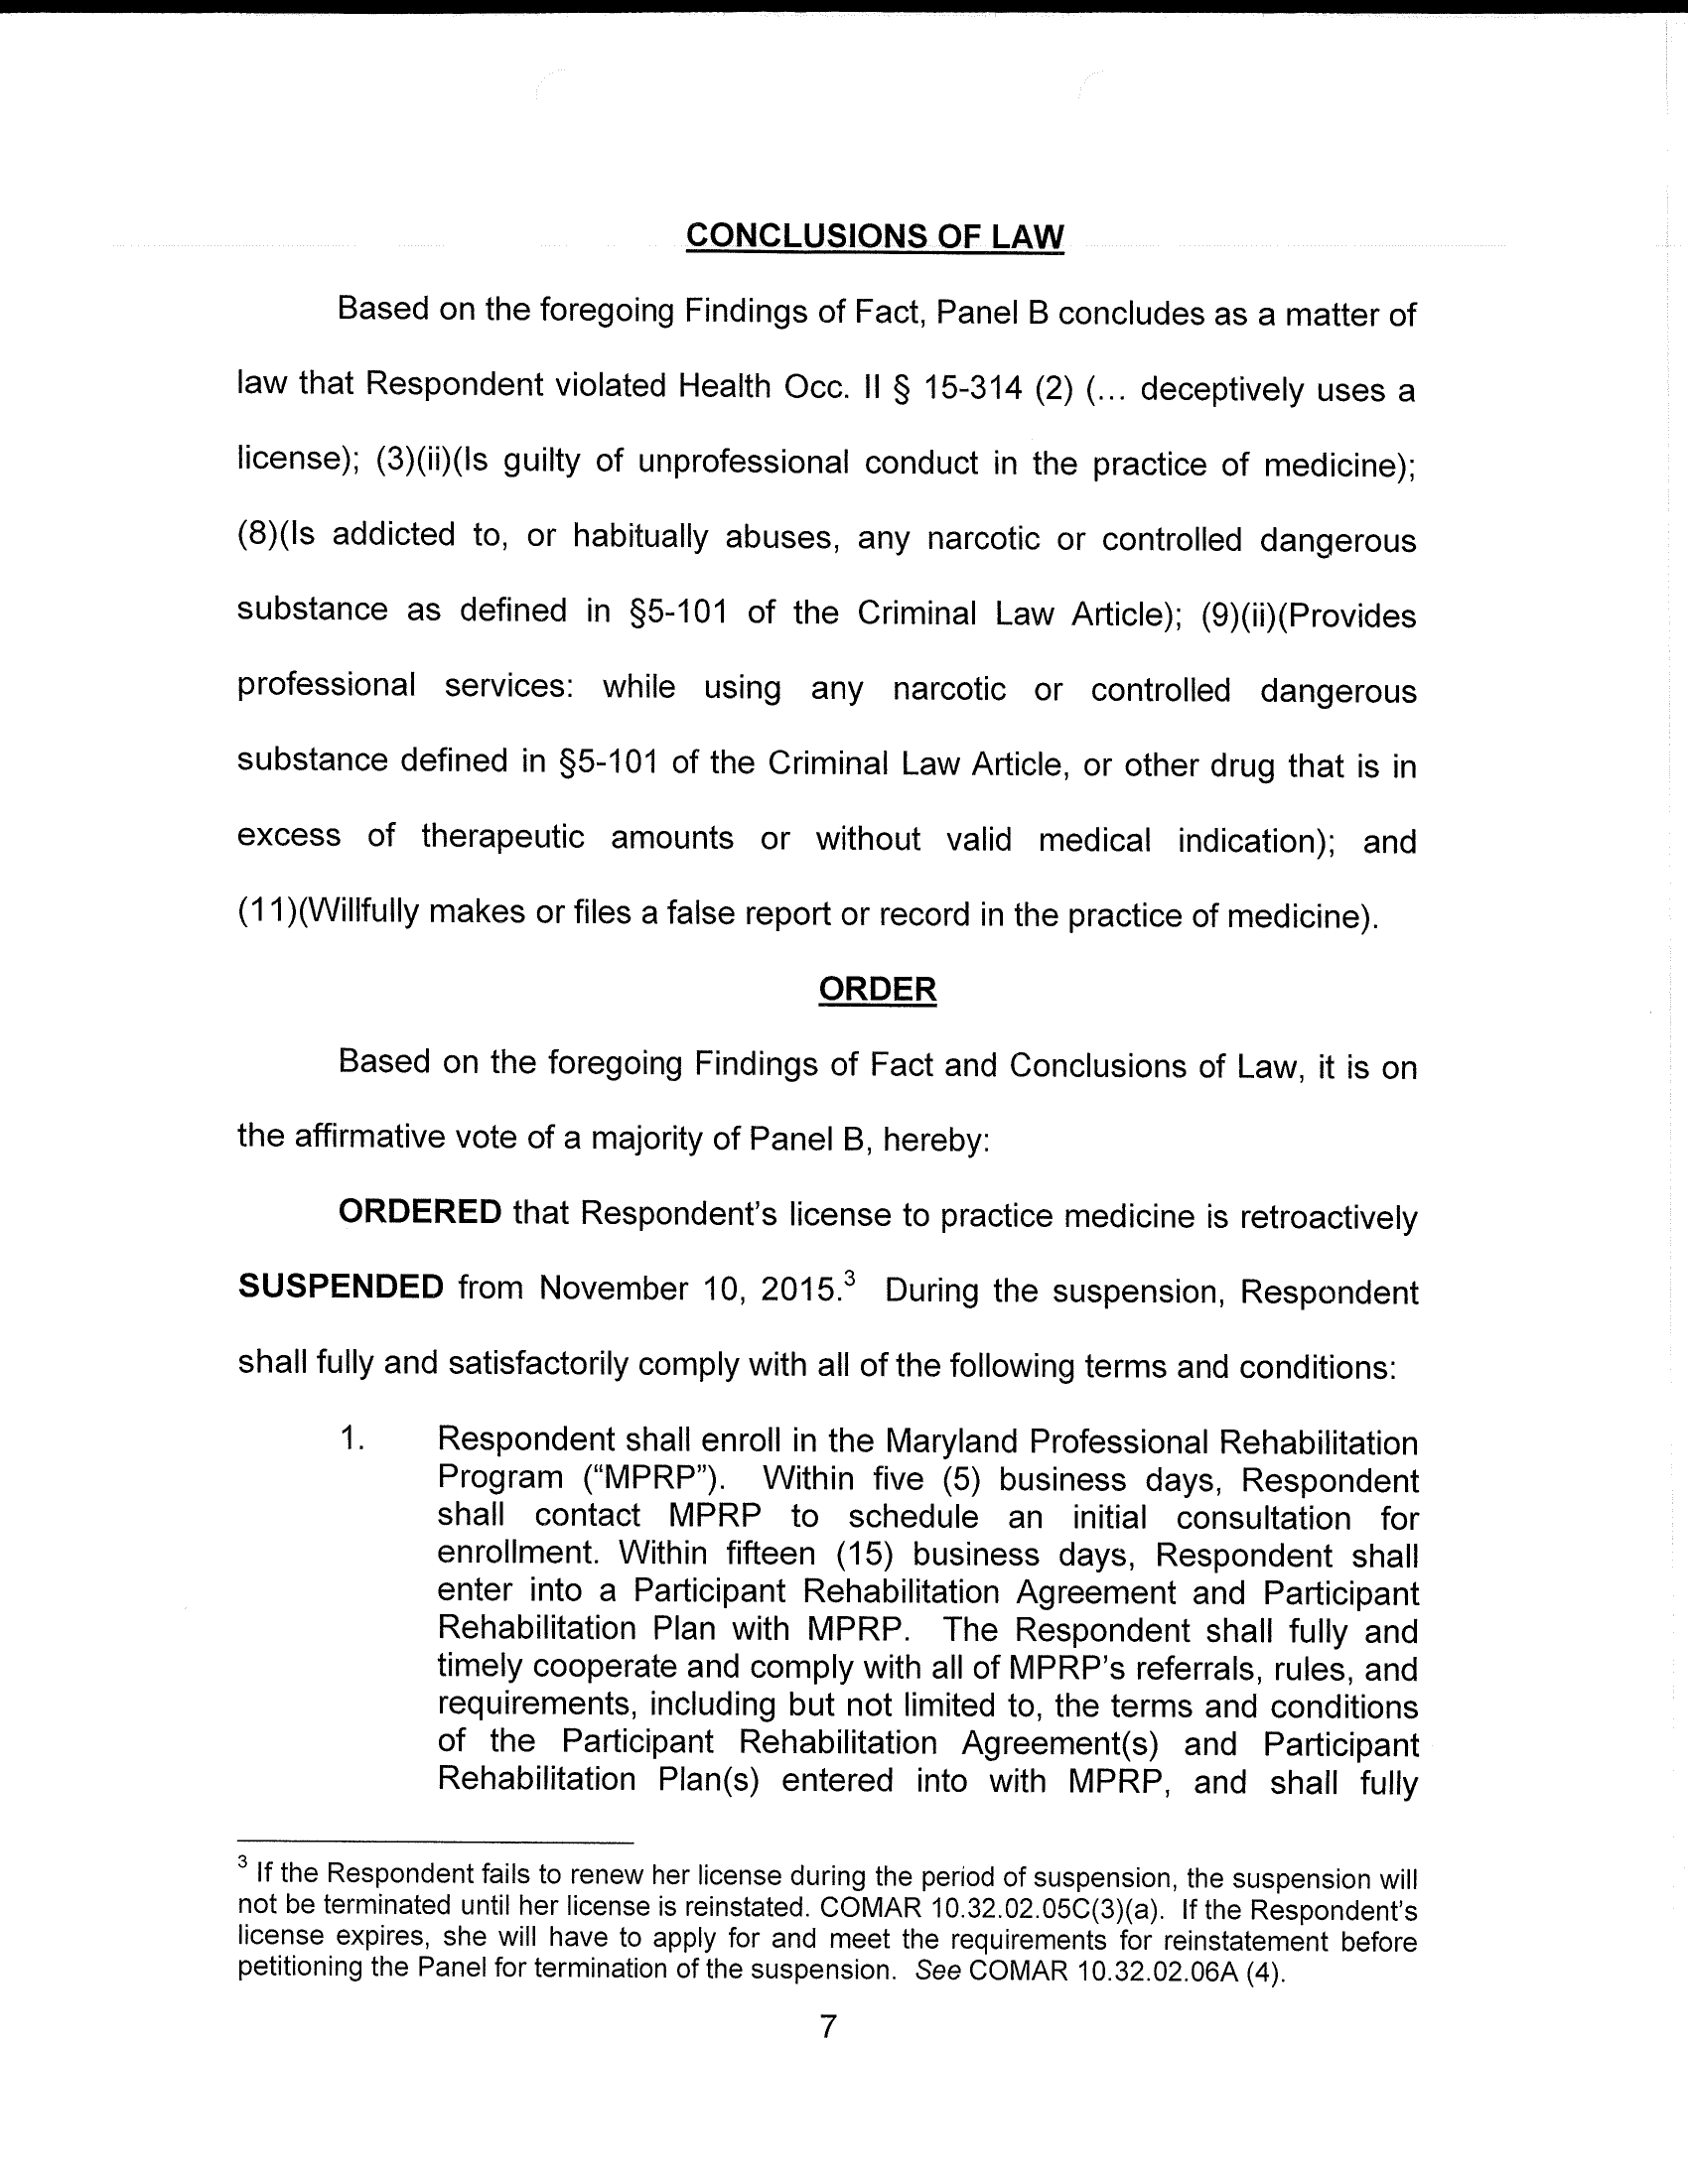 CONCLUSIONS OF LAW
Based on the foregoing Findings of Fact, Panel B concludes as a matter of
law that Respondent violated Health Occ. II § 15-314 (2) (... deceptively uses a
license); (3)(ii)(Is guilty of unprofessional conduct in the practice of medicine);
(8)(Is addicted to, or habitually abuses, any narcotic or controlled dangerous
substance as defined in §5-101 of the Criminal Law Article); (9)(ii)(Provides
professional services: while using any narcotic or controlled dangerous
substance defined in §5-101 of the Criminal Law Article, or other drug that is in
excess of therapeutic amounts or without valid medical indication); and
(11)(Willfully makes or files a false report or record in the practice of medicine).
ORDER
Based on the foregoing Findings of Fact and Conclusions of Law, it is on
the affirmative vote of a majority of Panel B, hereby:
ORDERED that Respondent's license to practice medicine is retroactively
SUSPENDED from November 10, 2015.3 During the suspension, Respondent
shall fully and satisfactorily comply with all of the following terms and conditions:
1. Respondent shall enroll in the Maryland Professional Rehabilitation
Program ("MPRP"). Within five (5) business days, Respondent
shall contact MPRP to schedule an initial consultation for
enrollment. Within fifteen (15) business days, Respondent shall
enter into a Participant Rehabilitation Agreement and Participant
Rehabilitation Plan with MPRP. The Respondent shall fully and
timely cooperate and comply with all of MPRP's referrals, rules, and
requirements, including but not limited to, the terms and conditions
of the Participant Rehabilitation Agreement(s) and Participant
Rehabilitation Plan(s) entered into with MPRP, and shall fully
3 If the Respondent fails to renew her license during the period of suspension, the suspension will
not be terminated until her license is reinstated. COMAR 10.32.02.05C(3)(a). If the Respondent's
license expires, she will have to apply for and meet the requirements for reinstatement before
petitioning the Panel for termination of the suspension. See COMAR 10.32.02.06A (4).
7